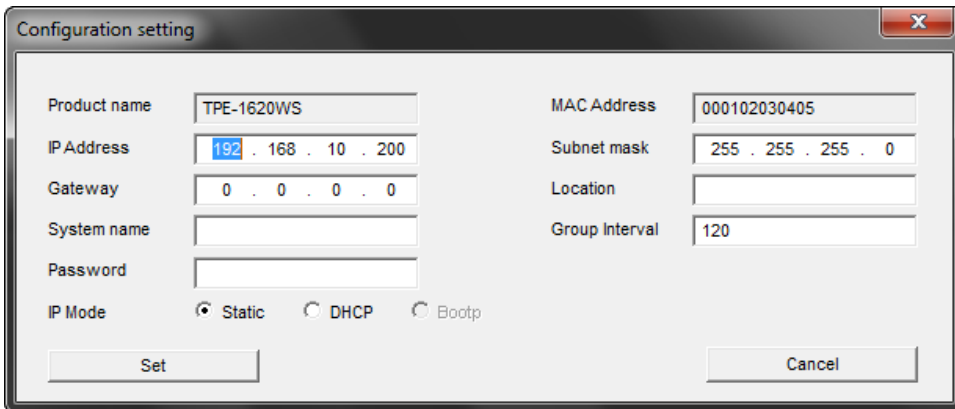 Configuration setting
Product name TPE-1620WS MAC Address 000102030405
IP Address 192 . 168 . 10 . 200 Subnet mask 255 . 255 . 255 . 0
Gateway 0 . 0 . 0 . 0 Location
System name Group Interval 120
Password
IP Mode Static DHCP Bootp
Set Cancel